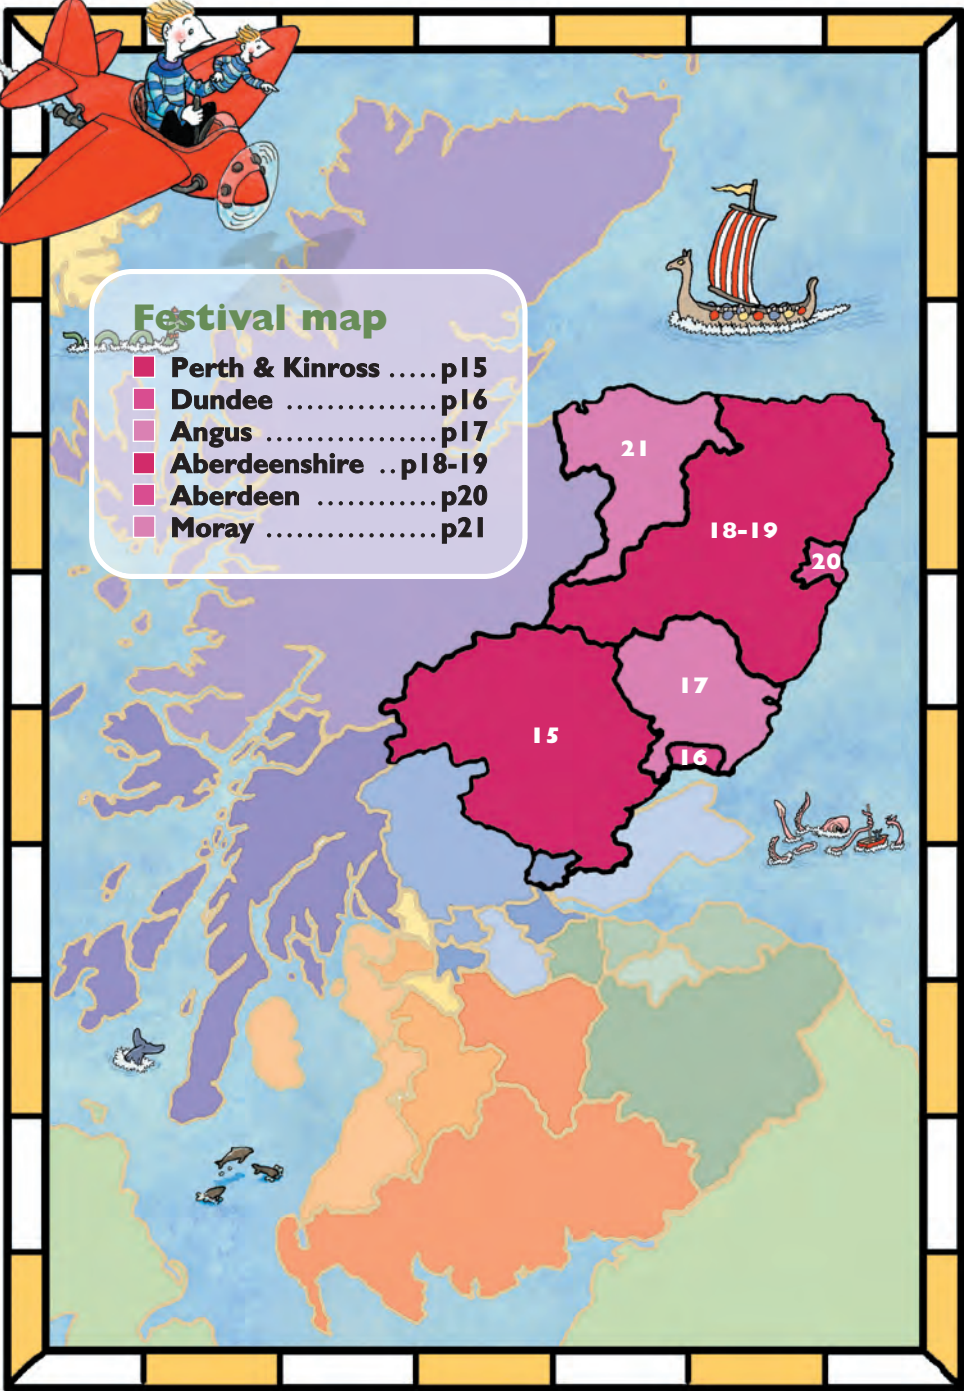 Festival map
Perth & Kinross .....p15
Dundee ..............p16
Angus ................p17
Aberdeenshire ..p18-19
Aberdeen ...........p20
Moray ................p21
21
18-19
20
17
15
16